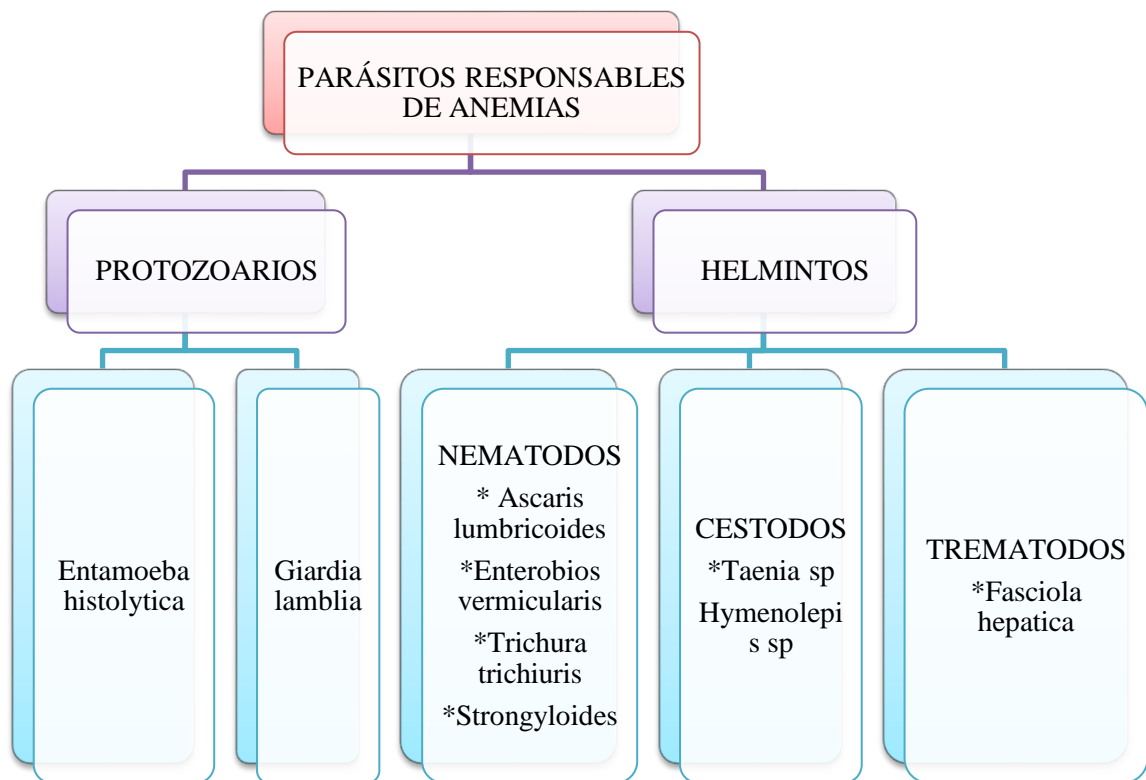 PARÁSITOS RESPONSABLES
DE ANEMIAS
PROTOZOARIOS
HELMINTOS
Entamoeba
histolytica
Giardia
lamblia
NEMATODOS
* Ascaris
lumbricoides
*Enterobios
vermicularis
*Trichura
trichiuris
*Strongyloides
CESTODOS
*Taenia sp
Hymenolepi
s sp
TREMATODOS
*Fasciola
hepatica